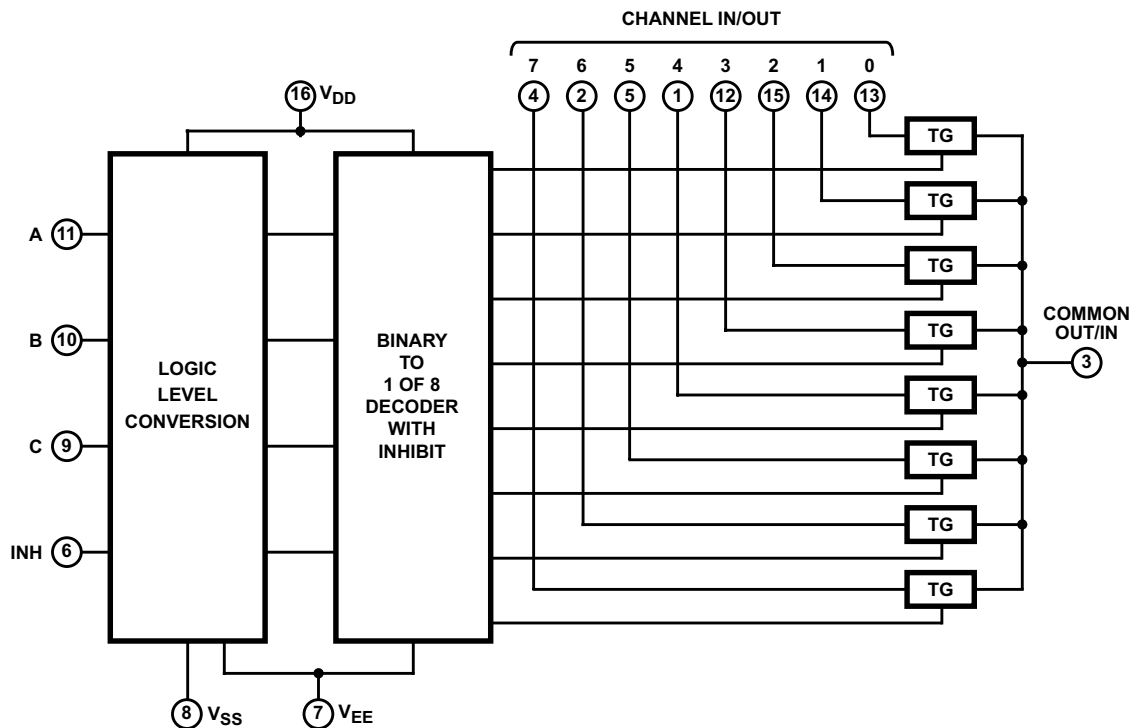 CHANNEL IN/OUT
7 6 5 4 3 2 1 0
4 2 5 1 12 15 14 13
16 VDD
TG
TG
TG
TG
TG
TG
TG
TG
A 11
B 10
C 9
INH 6
LOGIC
LEVEL
CONVERSION
BINARY
TO
1 OF 8
DECODER
WITH
INHIBIT
COMMON
OUT/IN
3
8 VSS
7 VEE